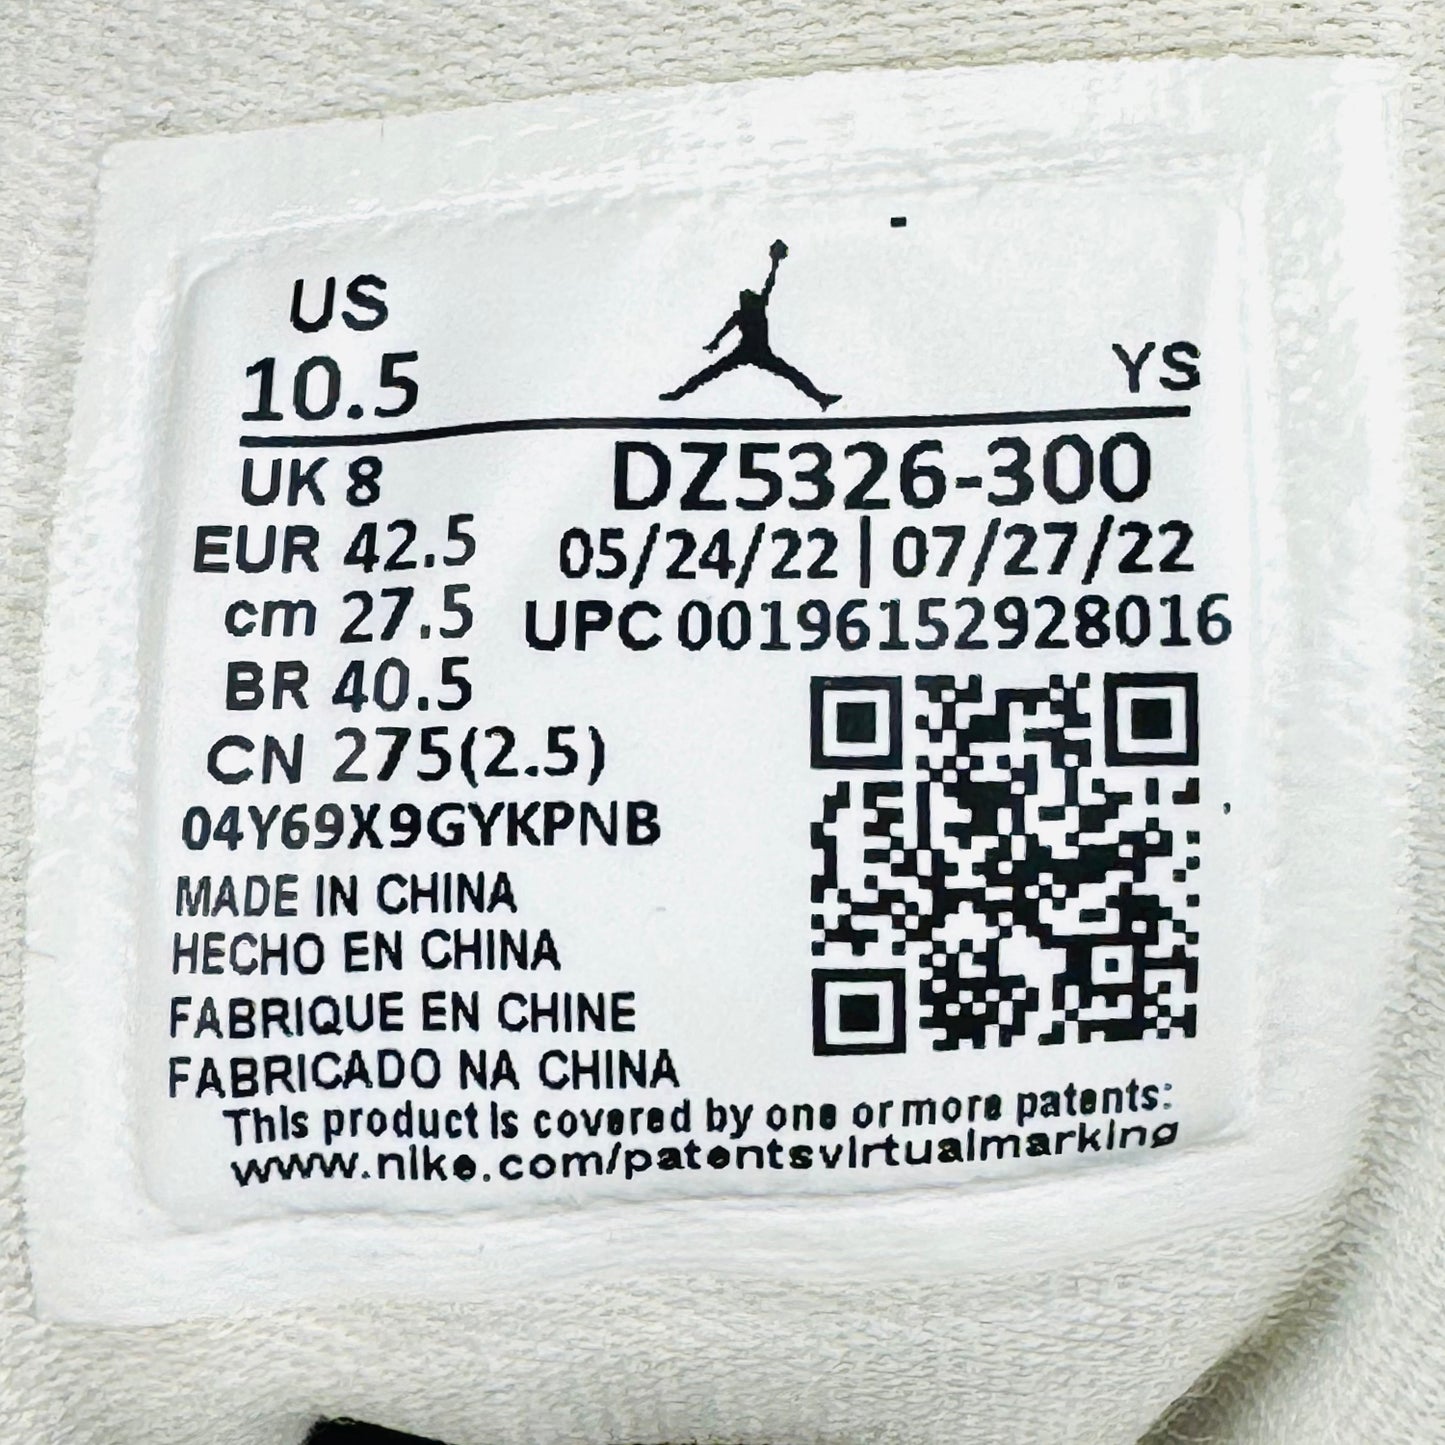 US
10.5
YS
UK 8
DZ5326-300
EUR 42.5
05/24/22|07/27/22
cm 27.5
UPC 00196152928016
BR 40.5
CN 275(2.5)
04Y69X9GYKPNB
MADE IN CHINA
HECHO EN CHINA
FABRIQUE EN CHINE
FABRICADO NA CHINA
This product is covered by one or more patents:
www.nike.com/patentsvirtualmarking